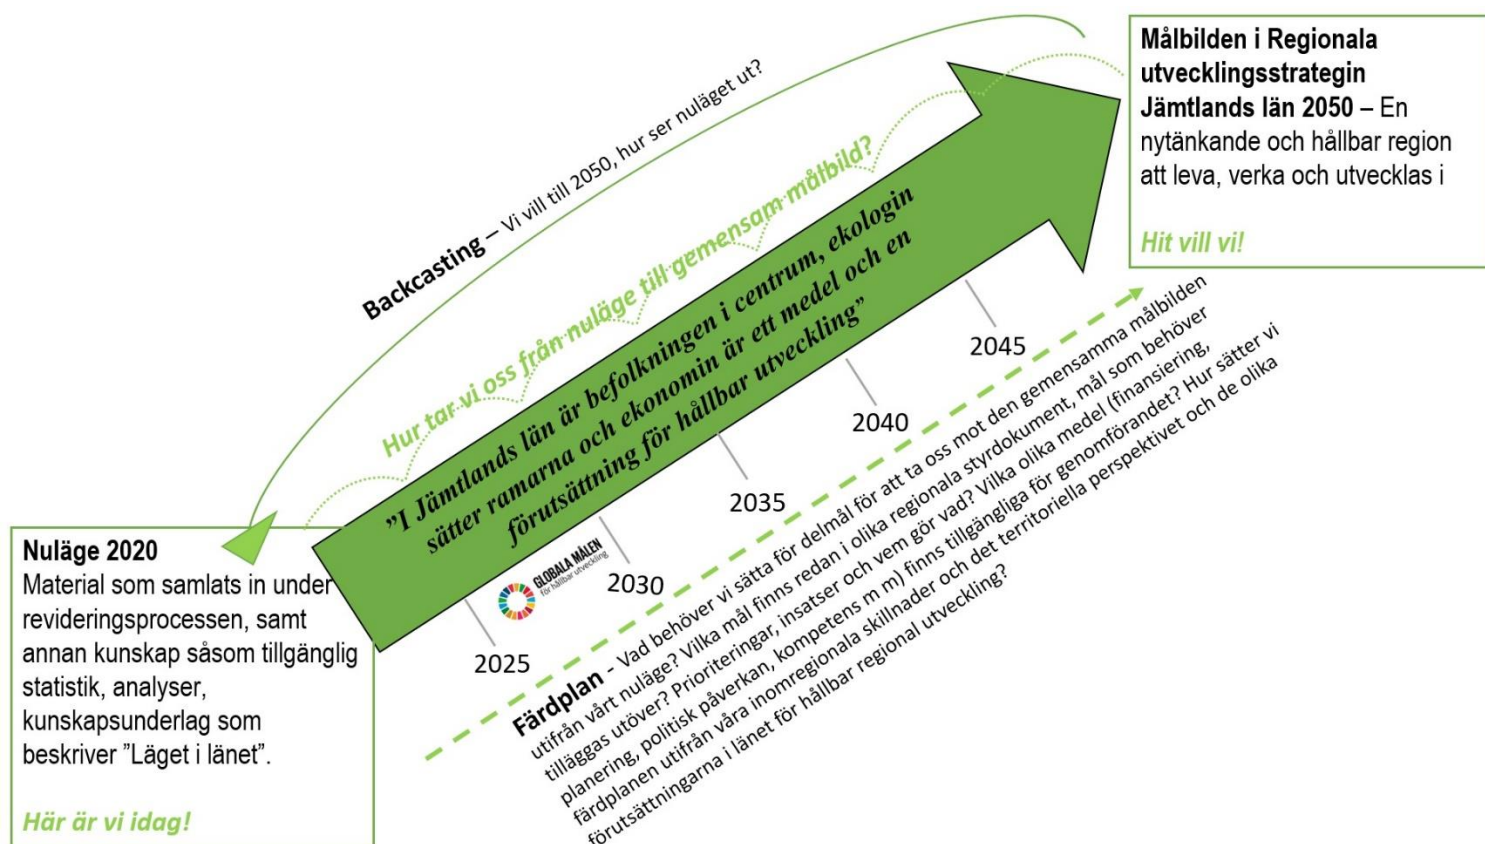 Målbilden i Regionala
utvecklingsstrategin
Jämtlands län 2050 – En
nytänkande och hållbar region
att leva, verka och utvecklas i
Hit vill vi!
Backcasting – Vi vill till 2050, hur ser nuläget ut?
Hur tar vi oss från nuläge till gemensam målbild?
”I Jämtlands län är befolkningen i centrum, ekologin
sätter ramarna och ekonomin är ett medel och en
förutsättning för hållbar utveckling”
Nuläge 2020
Material som samlats in under
revideringsprocessen, samt
annan kunskap såsom tillgänglig
statistik, analyser,
kunskapsunderlag som
beskriver ”Läget i länet”.
Här är vi idag!
2025
GLOBALA MÅLEN
för hållbar utveckling
2030
2035
2040
2045
Färdplan - Vad behöver vi sätta för delmål för att ta oss mot den gemensamma målbilden
utifrån vårt nuläge? Vilka mål finns redan i olika regionala styrdokument, mål som behöver
tilläggas utöver? Prioriteringar, insatser och vem gör vad? Vilka olika medel (finansiering,
planering, politisk påverkan, kompetens m m) finns tillgängliga för genomförandet? Hur sätter vi
färdplanen utifrån våra inomregionala skillnader och det territoriella perspektivet och de olika
förutsättningarna i länet för hållbar regional utveckling?